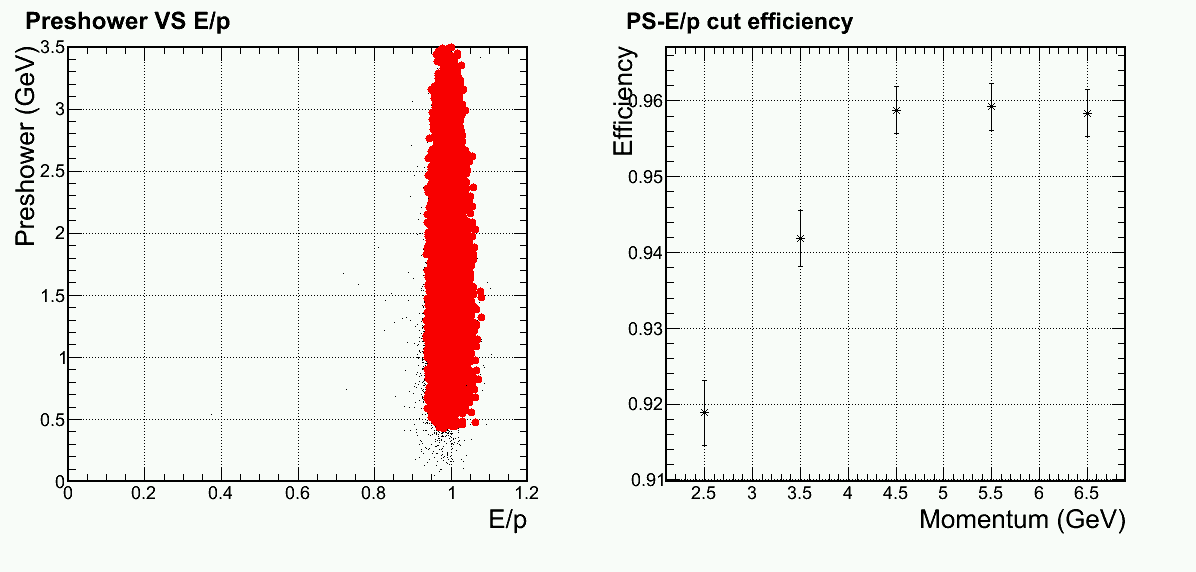 Preshower VS E/p
Preshower (GeV)
3.5
3
2.5
2
1.5
1
0.5
0
0 0.2 0.4 0.6 0.8 1 1.2
E/p
PS-E/p cut efficiency
Efficiency
0.96
0.95
0.94
0.93
0.92
0.91
2.5 3 3.5 4 4.5 5 5.5 6 6.5
Momentum (GeV)